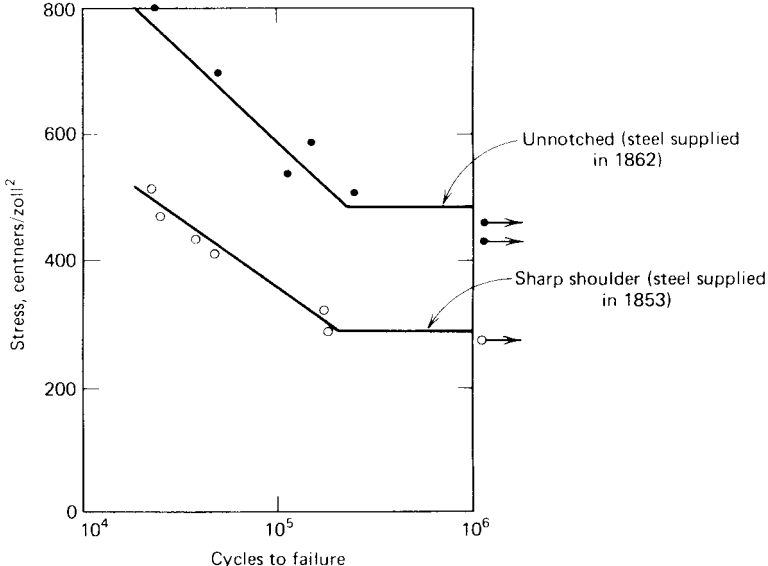 800
600
400
200
0
Stress, centners/zoll²
10⁴
10⁵
10⁶
Cycles to failure
Unnotched (steel supplied
in 1862)
Sharp shoulder (steel supplied
in 1853)